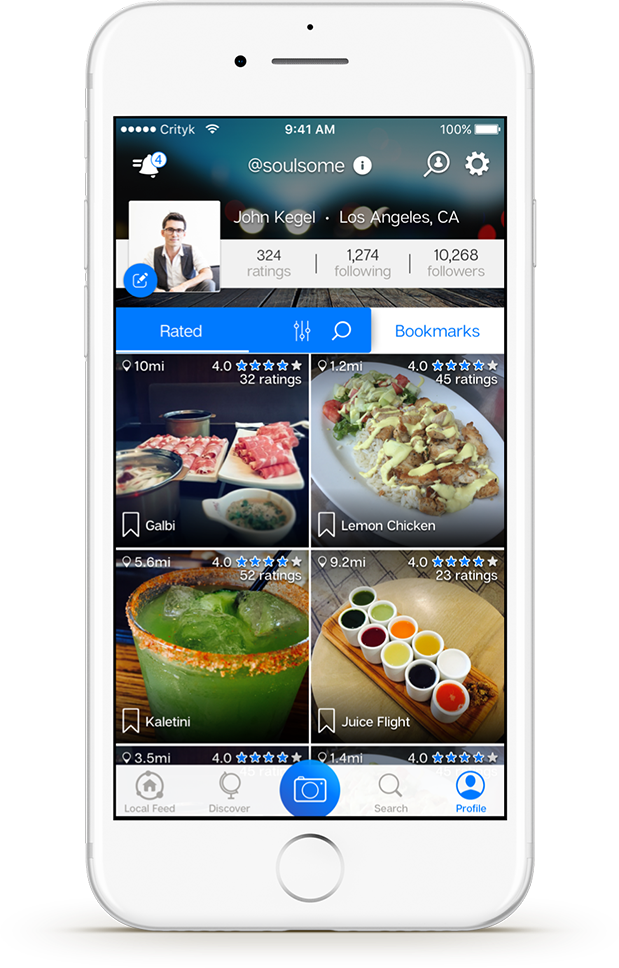 Crityk 9:41 AM 100%
4
@soulsome i
John Kegel • Los Angeles, CA
324 1,274 10,268
ratings following followers
Rated Bookmarks
10mi 4.0 1.2mi 4.0
32 ratings 45 ratings
Galbi Lemon Chicken
5.6mi 4.0 9.2mi 4.0
52 ratings 23 ratings
Kaletini Juice Flight
3.5mi 4.0 1.4mi 4.0
Local Feed Discover Search Profile